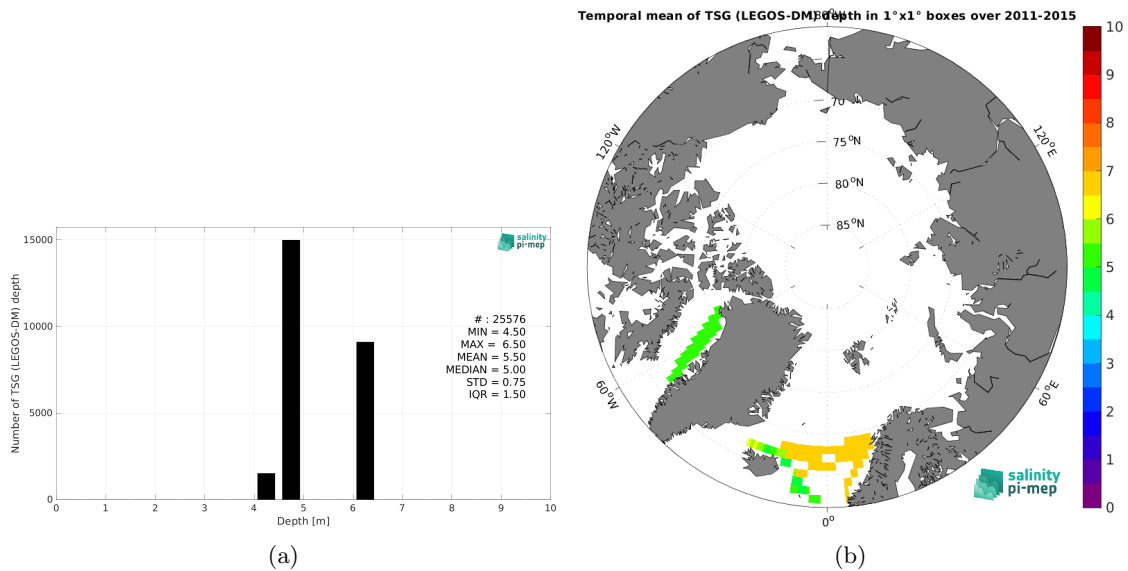 15000
10000
5000
0
0 1 2 3 4 5 6 7 8 9 10
Number of TSG (LEGOS-DM) depth
Depth [m]
salinity
pi-mep
# : 25576
MIN = 4.50
MAX = 6.50
MEAN = 5.50
MEDIAN = 5.00
STD = 0.75
IQR = 1.50
(a)
Temporal mean of TSG (LEGOS-DM) depth in 1°x1° boxes over 2011-2015
180°W
120°W
120°E
70
75°N
80°N
85°N
60°W
60°E
0°
10
9
8
7
6
5
4
3
2
1
0
salinity
pi-mep
(b)